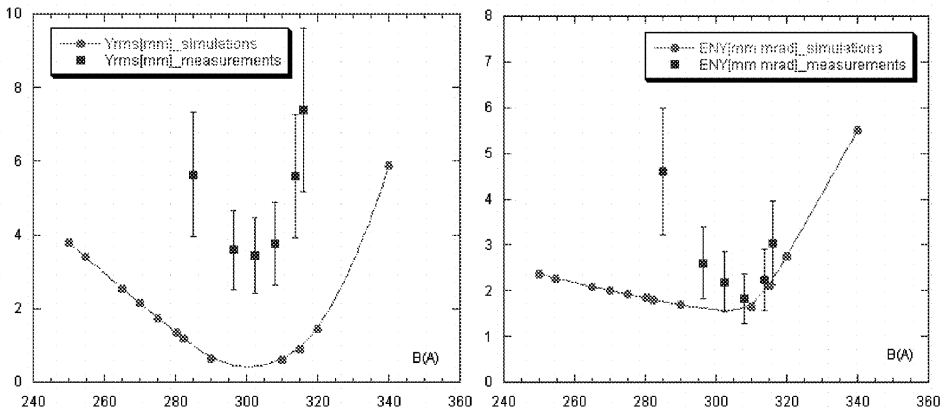 10
8
6
4
2
0
Yrms[mm]_simulations
Yrms[mm]_measurements
B(A)
240 260 280 300 320 340 360
8
7
6
5
4
3
2
1
0
ENY[mm mrad]_simulations
ENY[mm mrad]_measurements
B(A)
240 260 280 300 320 340 360